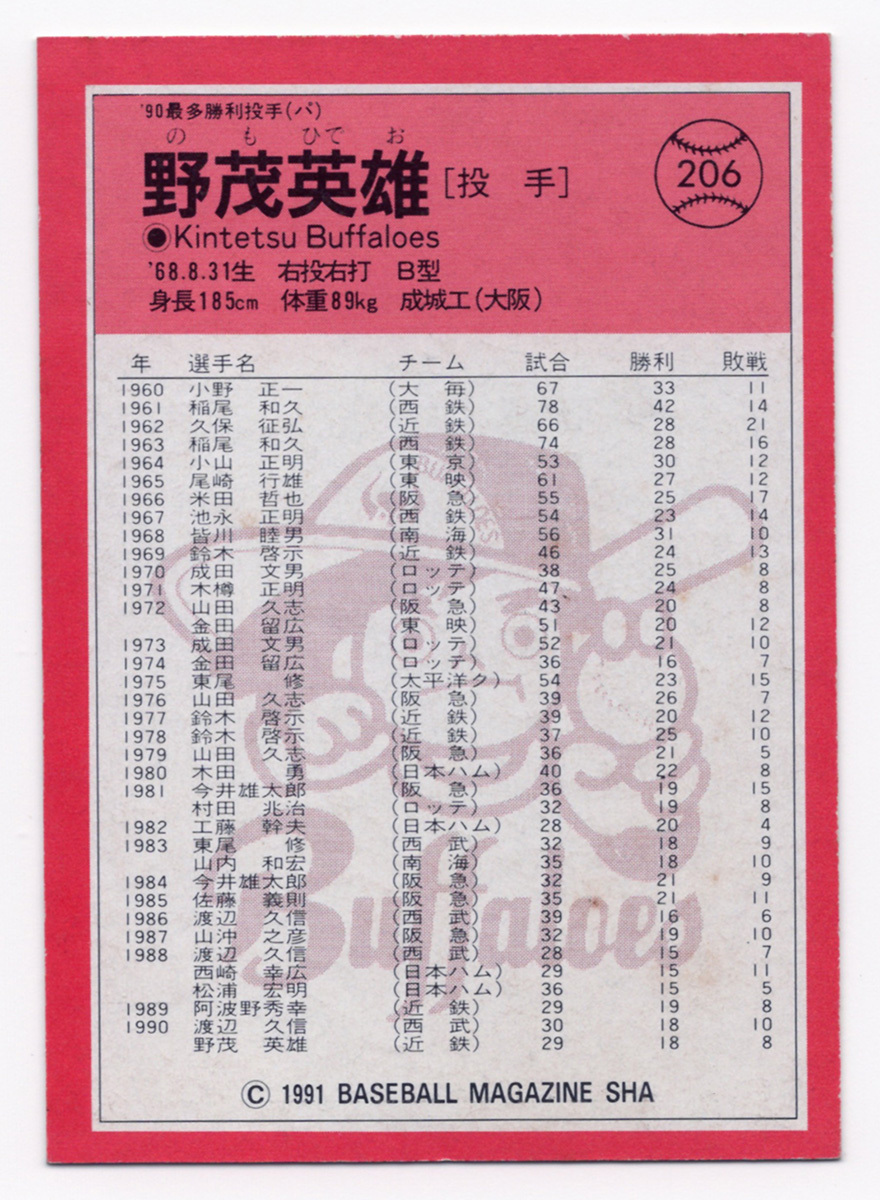 '90最多勝利投手(パ)
のもひでお
野茂英雄 [投 手]
206
●Kintetsu Buffaloes
'68.8.31生 右投右打 B型
身長185cm 体重89kg 成城工(大阪)
年 選手名 チーム 試合 勝利 敗戦
1960 小野 正一 (大 毎) 67 33 11
1961 稲尾 和久 (西 鉄) 78 42 14
1962 久保 征弘 (近 鉄) 66 28 21
1963 稲尾 和久 (西 鉄) 74 28 16
1964 小山 正明 (東 京) 53 30 12
1965 尾崎 行雄 (東 映) 61 27 12
1966 米田 哲也 (阪 急) 55 25 17
1967 池永 正明 (西 鉄) 54 23 14
1968 皆川 睦男 (南 海) 56 31 10
1969 鈴木 啓示 (近 鉄) 46 24 13
1970 成田 文男 (ロッテ) 38 25 8
1971 木樽 正明 (ロッテ) 47 24 8
1972 山田 久志 (阪 急) 43 20 8
金田 留広 (東 映) 51 20 12
1973 成田 文男 (ロッテ) 52 21 10
1974 金田 留広 (ロッテ) 36 16 7
1975 東尾 修 (太平洋ク) 54 23 15
1976 山田 久志 (阪 急) 39 26 7
1977 鈴木 啓示 (近 鉄) 39 20 12
1978 鈴木 啓示 (近 鉄) 37 25 10
1979 山田 久志 (阪 急) 36 21 5
1980 木田 勇 (日本ハム) 40 22 8
1981 今井雄太郎 (阪 急) 36 19 15
村田 兆治 (ロッテ) 32 19 8
1982 工藤 幹夫 (日本ハム) 28 20 4
1983 東尾 修 (西 武) 32 18 9
山内 和宏 (南 海) 35 18 10
1984 今井雄太郎 (阪 急) 32 21 9
1985 佐藤 義則 (阪 急) 35 21 11
1986 渡辺 久信 (西 武) 39 16 6
1987 山沖 之彦 (阪 急) 32 19 10
1988 渡辺 久信 (西 武) 28 15 7
西崎 幸広 (日本ハム) 29 15 11
松浦 宏明 (日本ハム) 36 15 5
1989 阿波野秀幸 (近 鉄) 29 19 8
1990 渡辺 久信 (西 武) 30 18 10
野茂 英雄 (近 鉄) 29 18 8
BUFFALOES
Buffaloes
© 1991 BASEBALL MAGAZINE SHA